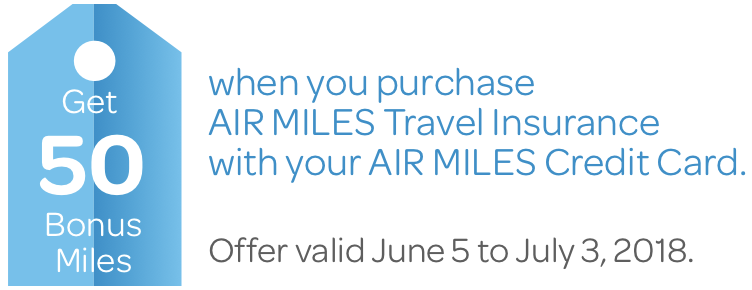 Get
50
Bonus
Miles
when you purchase
AIR MILES Travel Insurance
with your AIR MILES Credit Card.
Offer valid June 5 to July 3, 2018.